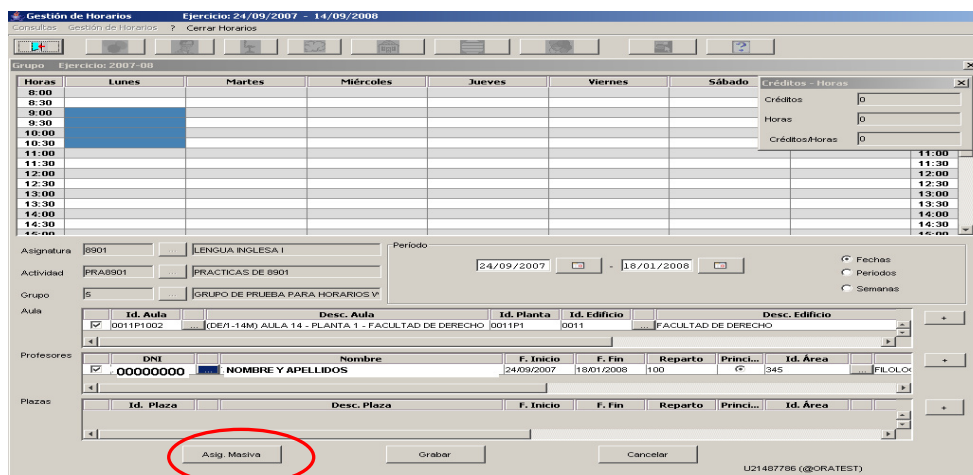 Gestión de Horarios Ejercicio: 24/09/2007 - 14/09/2008
Consultas Gestión de Horarios ? Cerrar Horarios
Grupo Ejercicio: 2007-08
Horas Lunes Martes Miércoles Jueves Viernes Sábado
Créditos - Horas
Créditos 0
Horas 0
Créditos/Horas 0
8:00
8:30
9:00
9:30
10:00
10:30
11:00 11:00
11:30 11:30
12:00 12:00
12:30 12:30
13:00 13:00
13:30 13:30
14:00 14:00
14:30 14:30
15:00 15:00
Asignatura 8901 ... LENGUA INGLESA I
Actividad PRA8901 ... PRACTICAS DE 8901
Grupo 5 ... GRUPO DE PRUEBA PARA HORARIOS
Período
24/09/2007 - 18/01/2008
Fechas
Periodos
Semanas
Aula
Id. Aula Desc. Aula Id. Planta Id. Edificio Desc. Edificio
0011P1002 ... (DE/1-14M) AULA 14 - PLANTA 1 - FACULTAD DE DERECHO 0011P1 0011 ... FACULTAD DE DERECHO
+
Profesores
DNI Nombre F. Inicio F. Fin Reparto Princi... Id. Área
00000000 ... NOMBRE Y APELLIDOS 24/09/2007 18/01/2008 100 345 ... FILOLO
+
Plazas
Id. Plaza Desc. Plaza F. Inicio F. Fin Reparto Princi... Id. Área
+
Asig. Masiva Grabar Cancelar
U21487786 (@ORATEST)